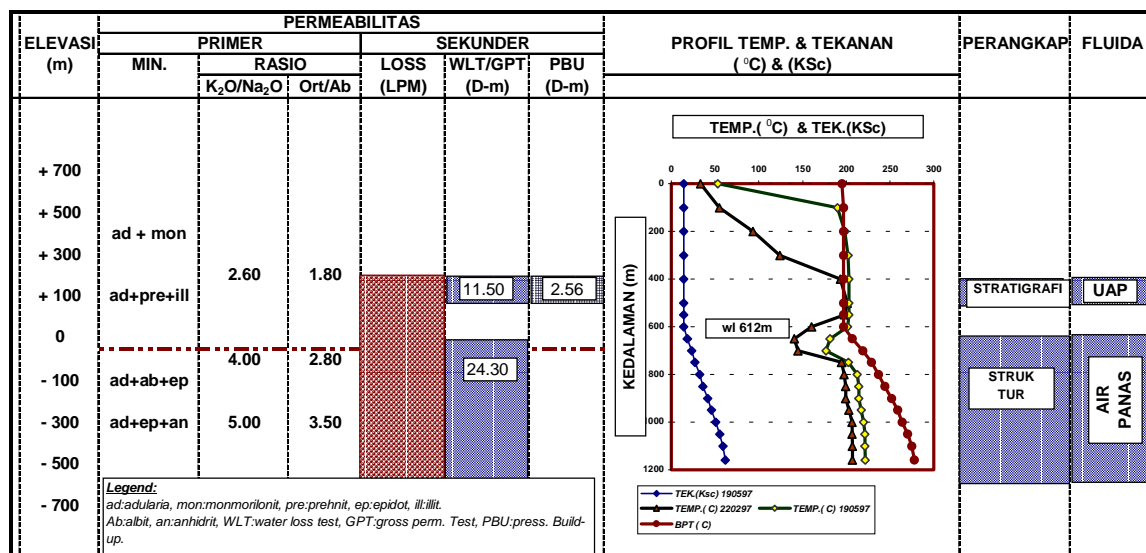 PERMEABILITAS
ELEVASI (m)
PRIMER
SEKUNDER
PROFIL TEMP. & TEKANAN
( ⁰C) & (KSc)
PERANGKAP
FLUIDA
MIN.
RASIO
LOSS (LPM)
WLT/GPT (D-m)
PBU (D-m)
K₂O/Na₂O
Ort/Ab
TEMP.( ⁰C) & TEK.(KSc)
0 50 100 150 200 250 300
+ 700
+ 500
+ 300
+ 100
0
- 100
- 300
- 500
- 700
ad + mon
ad+pre+ill
ad+ab+ep
ad+ep+an
2.60
1.80
4.00
2.80
5.00
3.50
11.50
2.56
24.30
KEDALAMAN (m)
0
200
400
600
800
1000
1200
wl 612m
TEK.(Ksc) 190597
TEMP.( C) 220297
TEMP.( C) 190597
BPT ( C)
STRATIGRAFI
UAP
STRUK
TUR
AIR
PANAS
Legend:
ad:adularia, mon:monmorilonit, pre:prehnit, ep:epidot, ill:illit.
Ab:albit, an:anhidrit, WLT:water loss test, GPT:gross perm. Test, PBU:press. Build-
up.